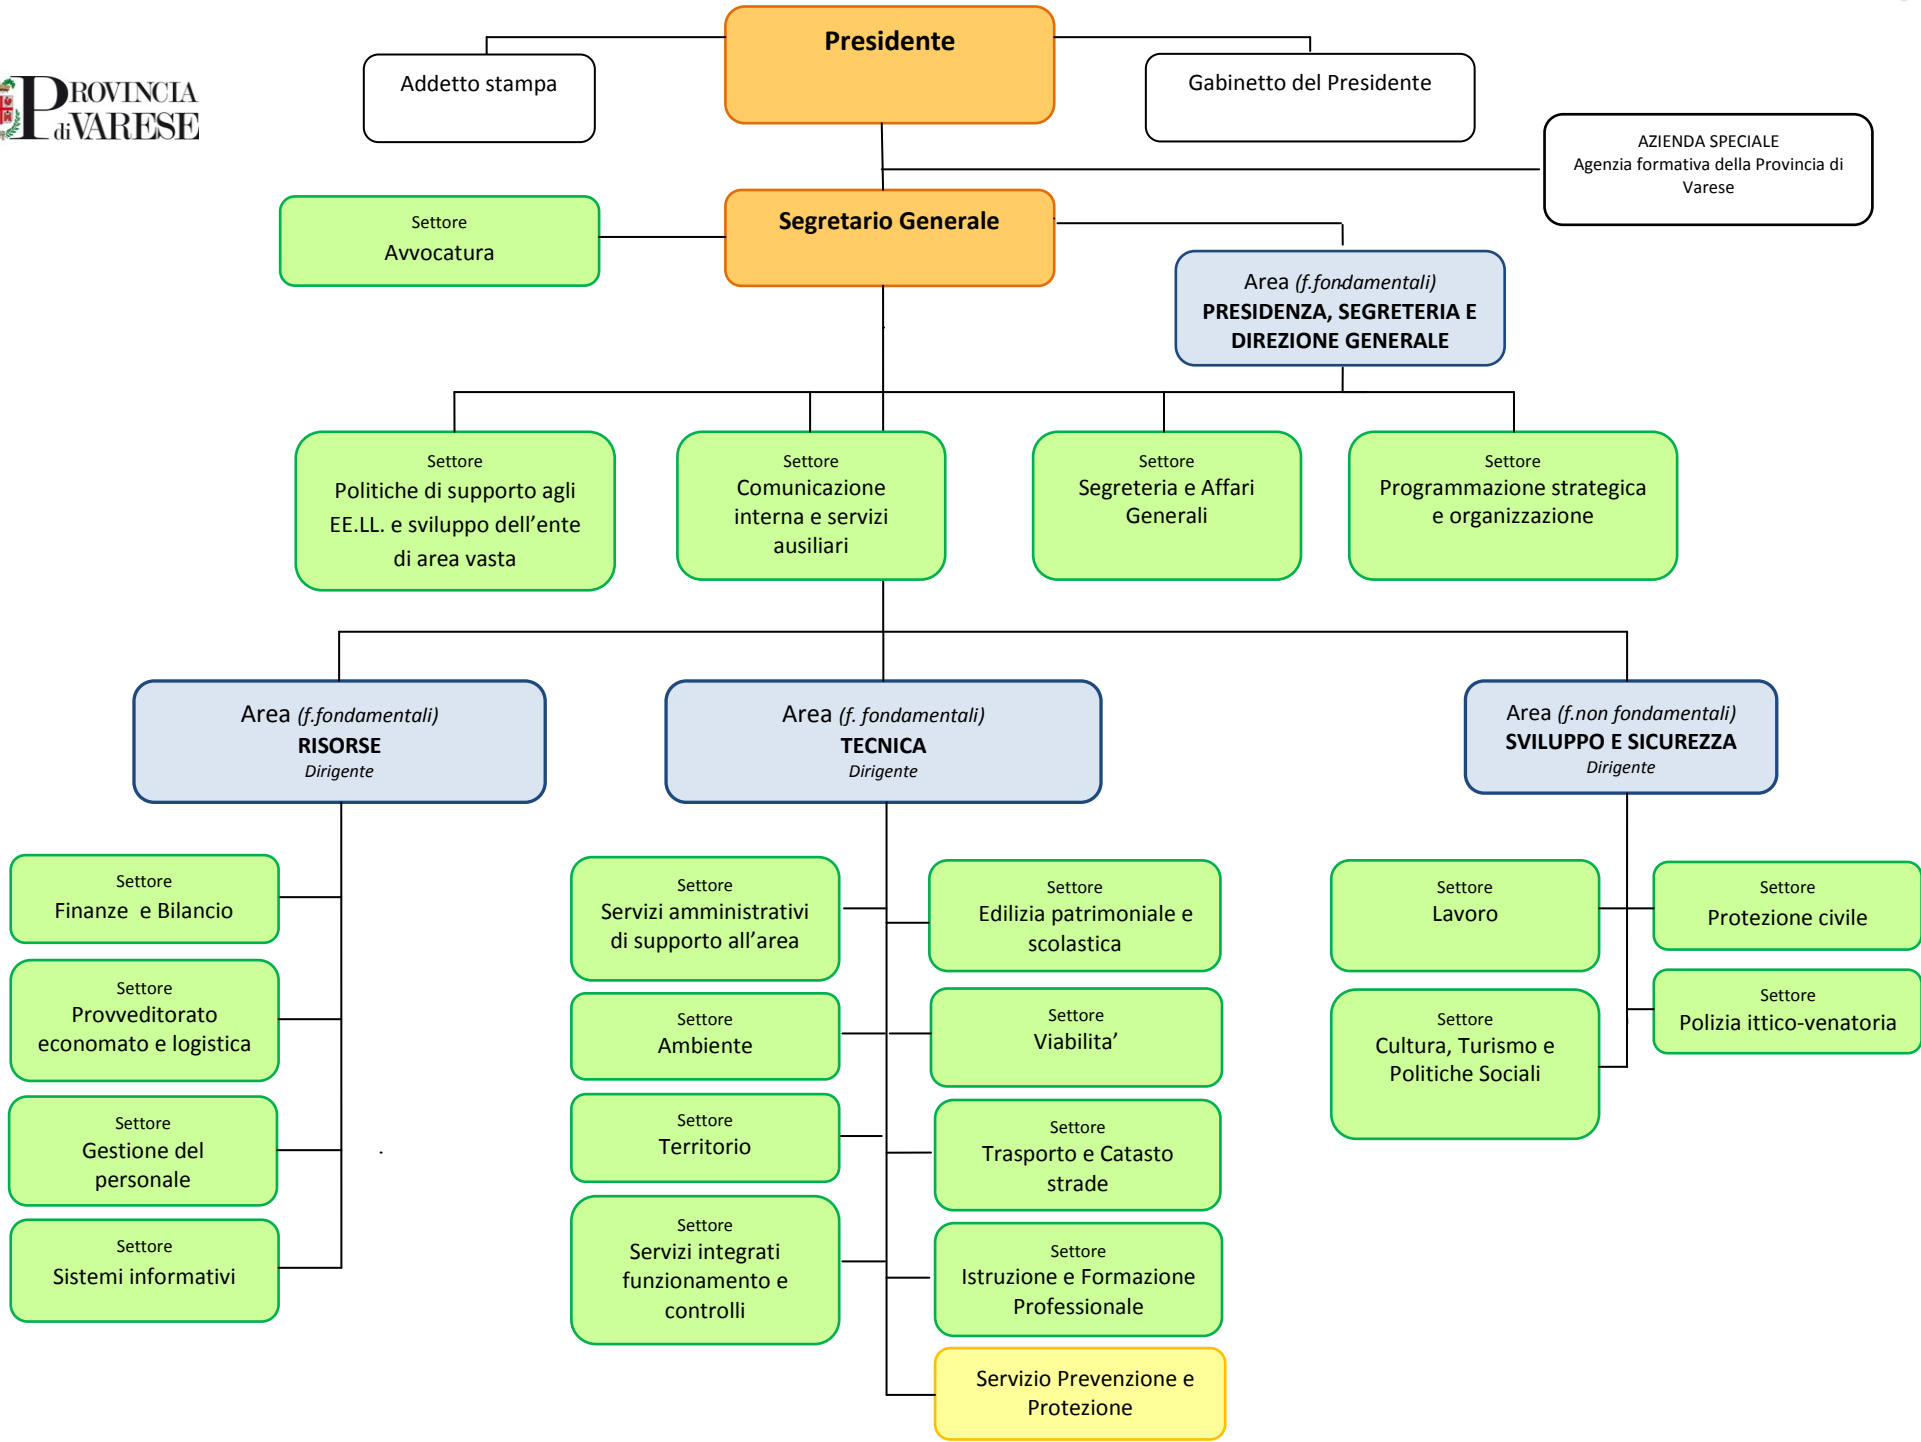 Presidente
Addetto stampa
Gabinetto del Presidente
PROVINCIA
di VARESE
AZIENDA SPECIALE
Agenzia formativa della Provincia di
Varese
Settore
Avvocatura
Segretario Generale
Area (f.fondamentali)
PRESIDENZA, SEGRETERIA E
DIREZIONE GENERALE
Settore
Politiche di supporto agli
EE.LL. e sviluppo dell’ente
di area vasta
Settore
Comunicazione
interna e servizi
ausiliari
Settore
Segreteria e Affari
Generali
Settore
Programmazione strategica
e organizzazione
Area (f.fondamentali)
RISORSE
Dirigente
Area (f. fondamentali)
TECNICA
Dirigente
Area (f.non fondamentali)
SVILUPPO E SICUREZZA
Dirigente
Settore
Finanze e Bilancio
Settore
Provveditorato
economato e logistica
Settore
Gestione del
personale
Settore
Sistemi informativi
Settore
Servizi amministrativi
di supporto all’area
Settore
Ambiente
Settore
Territorio
Settore
Servizi integrati
funzionamento e
controlli
Settore
Edilizia patrimoniale e
scolastica
Settore
Viabilita’
Settore
Trasporto e Catasto
strade
Settore
Istruzione e Formazione
Professionale
Servizio Prevenzione e
Protezione
Settore
Lavoro
Settore
Cultura, Turismo e
Politiche Sociali
Settore
Protezione civile
Settore
Polizia ittico-venatoria